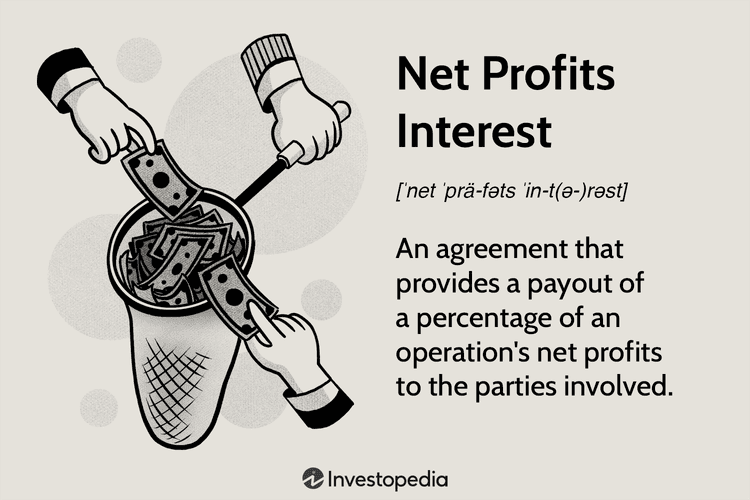 Net Profits
Interest
[ˈnet ˈprä-fəts ˈin-t(ə-)rəst]
An agreement that
provides a payout of
a percentage of an
operation's net profits
to the parties involved.
Investopedia